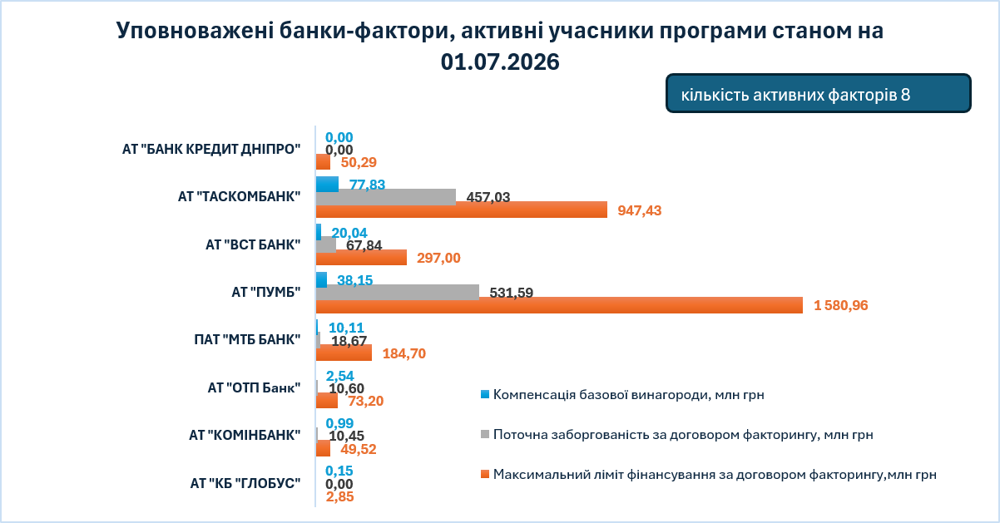 Уповноважені банки-фактори, активні учасники програми станом на
01.07.2026
кількість активних факторів 8
АТ "БАНК КРЕДИТ ДНІПРО"
0,00
0,00
50,29
АТ "ТАСКОМБАНК"
77,83
457,03
947,43
АТ "ВСТ БАНК"
20,04
67,84
297,00
АТ "ПУМБ"
38,15
531,59
1 580,96
ПАТ "МТБ БАНК"
10,11
18,67
184,70
АТ "ОТП Банк"
2,54
10,60
73,20
АТ "КОМІНБАНК"
0,99
10,45
49,52
АТ "КБ "ГЛОБУС"
0,15
0,00
2,85
Компенсація базової винагороди, млн грн
Поточна заборгованість за договором факторингу, млн грн
Максимальний ліміт фінансування за договором факторингу,млн грн